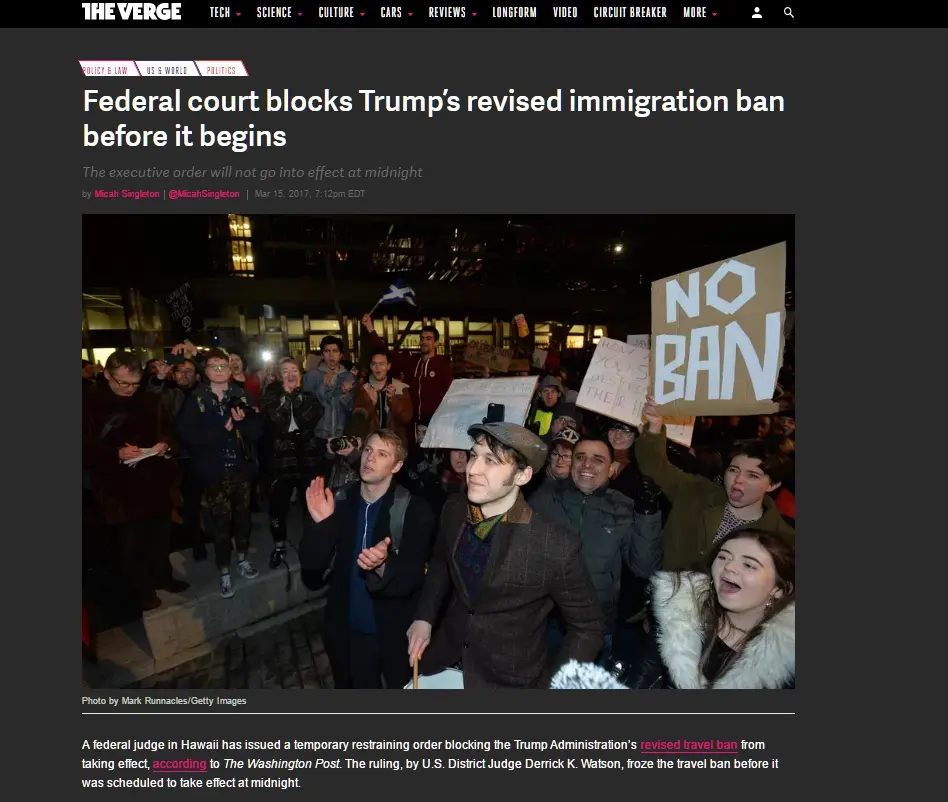 THE VERGE
TECH SCIENCE CULTURE CARS REVIEWS LONGFORM VIDEO CIRCUIT BREAKER MORE
POLICY & LAW US & WORLD POLITICS
Federal court blocks Trump’s revised immigration ban
before it begins
The executive order will not go into effect at midnight
by Micah Singleton | @MicahSingleton | Mar 15, 2017, 7:12pm EDT
NO
BAN
Photo by Mark Runnacles/Getty Images
A federal judge in Hawaii has issued a temporary restraining order blocking the Trump Administration’s revised travel ban from
taking effect, according to The Washington Post. The ruling, by U.S. District Judge Derrick K. Watson, froze the travel ban before it
was scheduled to take effect at midnight.